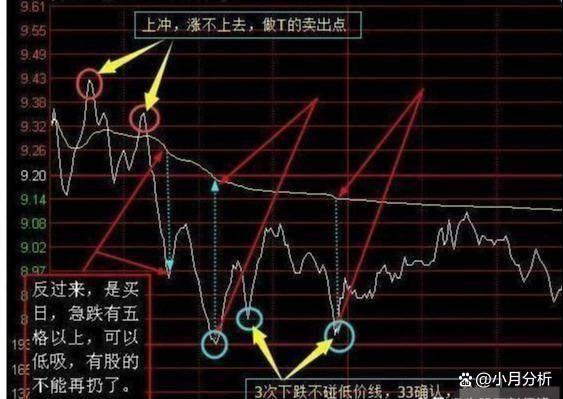 9.61
上冲，涨不上去，做T的卖出点
9.55
9.49
9.43
9.38
9.32
9.26
9.20
9.14
9.08
9.02
8.97
反过来，是买
日，急跌有五
格以上，可以
低吸，有股的
不能再扔了。
3次下跌不碰低价线，33确认，
小月分析